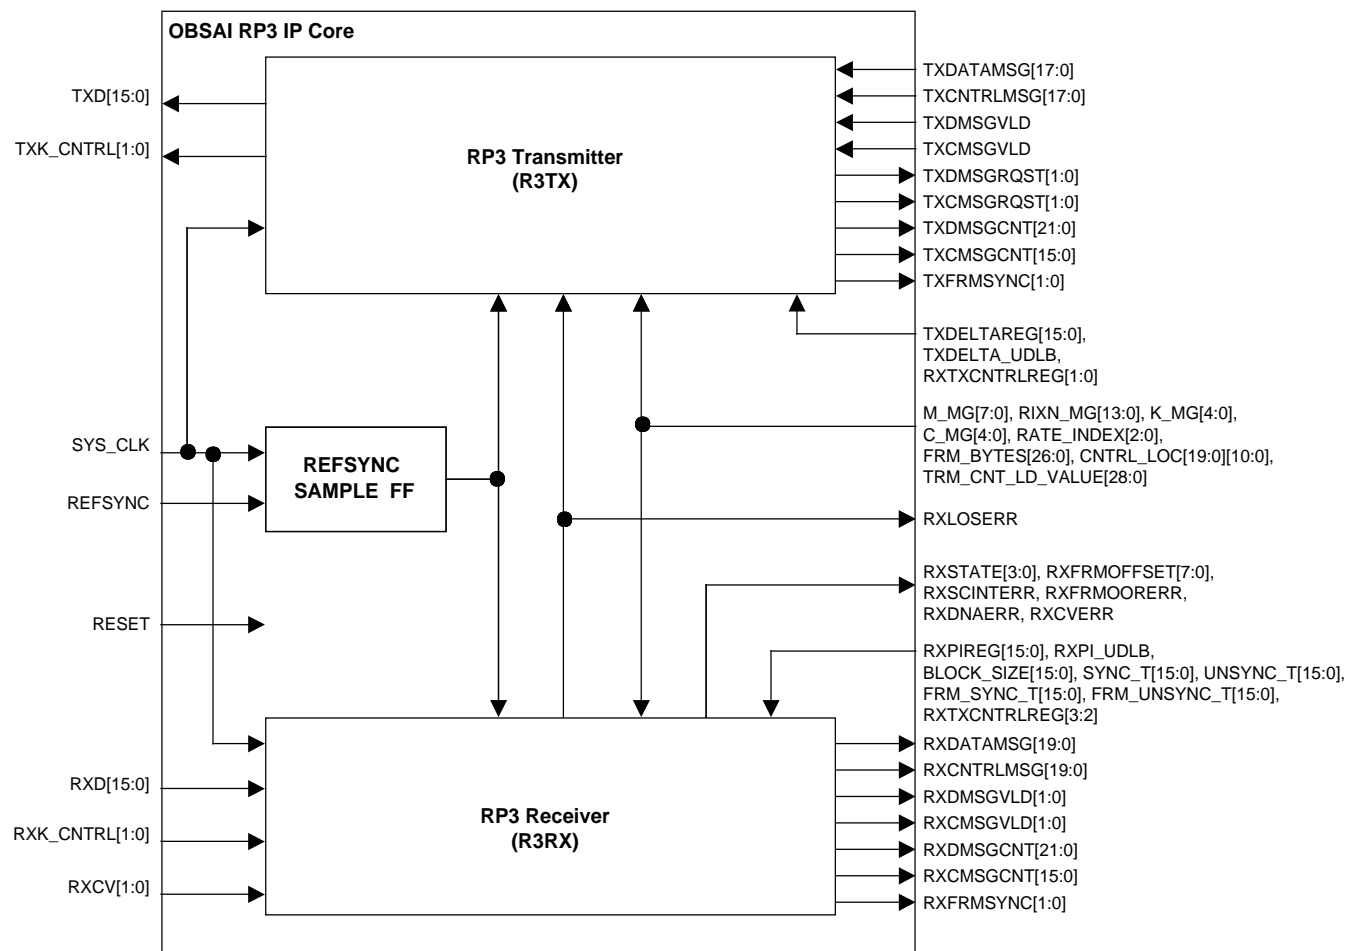 OBSAI RP3 IP Core
TXD[15:0]
TXK_CNTRL[1:0]
RP3 Transmitter
(R3TX)
TXDATAMSG[17:0]
TXCNTRLMSG[17:0]
TXDMSGVLD
TXCMSGVLD
TXDMSGRQST[1:0]
TXCMSGRQST[1:0]
TXDMSGCNT[21:0]
TXCMSGCNT[15:0]
TXFRMSYNC[1:0]
TXDELTAREG[15:0],
TXDELTA_UDLB,
RXTXCNTRLREG[1:0]
SYS_CLK
REFSYNC
REFSYNC
SAMPLE FF
M_MG[7:0], RIXN_MG[13:0], K_MG[4:0],
C_MG[4:0], RATE_INDEX[2:0],
FRM_BYTES[26:0], CNTRL_LOC[19:0][10:0],
TRM_CNT_LD_VALUE[28:0]
RXLOSERR
RESET
RXSTATE[3:0], RXFRMOFFSET[7:0],
RXSCINTERR, RXFRMOORERR,
RXDNAERR, RXCVERR
RXPIREG[15:0], RXPI_UDLB,
BLOCK_SIZE[15:0], SYNC_T[15:0], UNSYNC_T[15:0],
FRM_SYNC_T[15:0], FRM_UNSYNC_T[15:0],
RXTXCNTRLREG[3:2]
RXD[15:0]
RXK_CNTRL[1:0]
RXCV[1:0]
RP3 Receiver
(R3RX)
RXDATAMSG[19:0]
RXCNTRLMSG[19:0]
RXDMSGVLD[1:0]
RXCMSGVLD[1:0]
RXDMSGCNT[21:0]
RXCMSGCNT[15:0]
RXFRMSYNC[1:0]